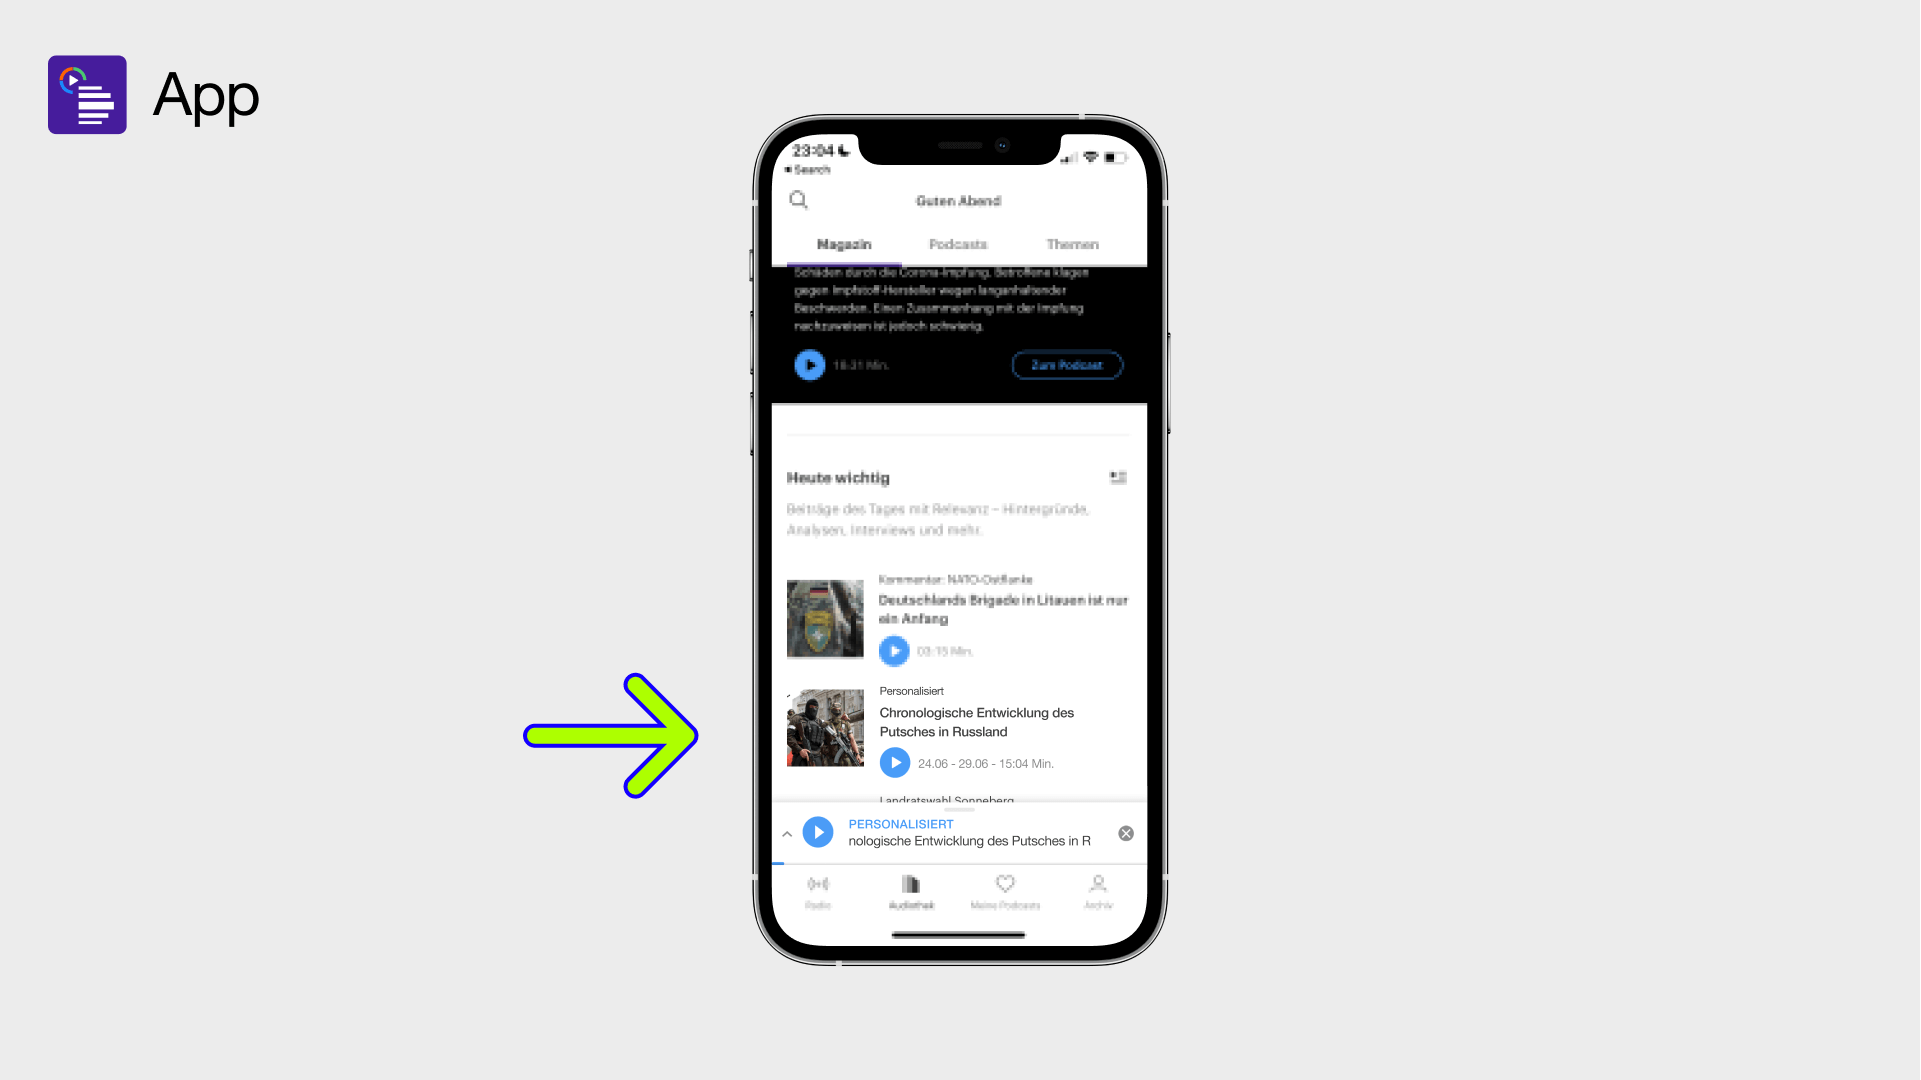 App
23:04
Search
Guten Abend
Magazin
Podcasts
Themen
Schäden durch die Corona-Impfung. Betroffene klagen
gegen Impfstoff-Hersteller wegen langanhaltender
Beschwerden. Einen Zusammenhang mit der Impfung
nachzuweisen ist jedoch schwierig.
Min.
Zum Podcast
Heute wichtig
Beiträge des Tages mit Relevanz – Hintergründe,
Analysen, Interviews und mehr.
Kommentar: NATO-Ostflanke
Deutschlands Brigade in Litauen ist nur
ein Anfang
03:15 Min.
Personalisiert
Chronologische Entwicklung des
Putsches in Russland
24.06 - 29.06 - 15:04 Min.
Landratswahl Sonneberg
PERSONALISIERT
nologische Entwicklung des Putsches in R
Radio
Audiothek
Meine Podcasts
Archiv